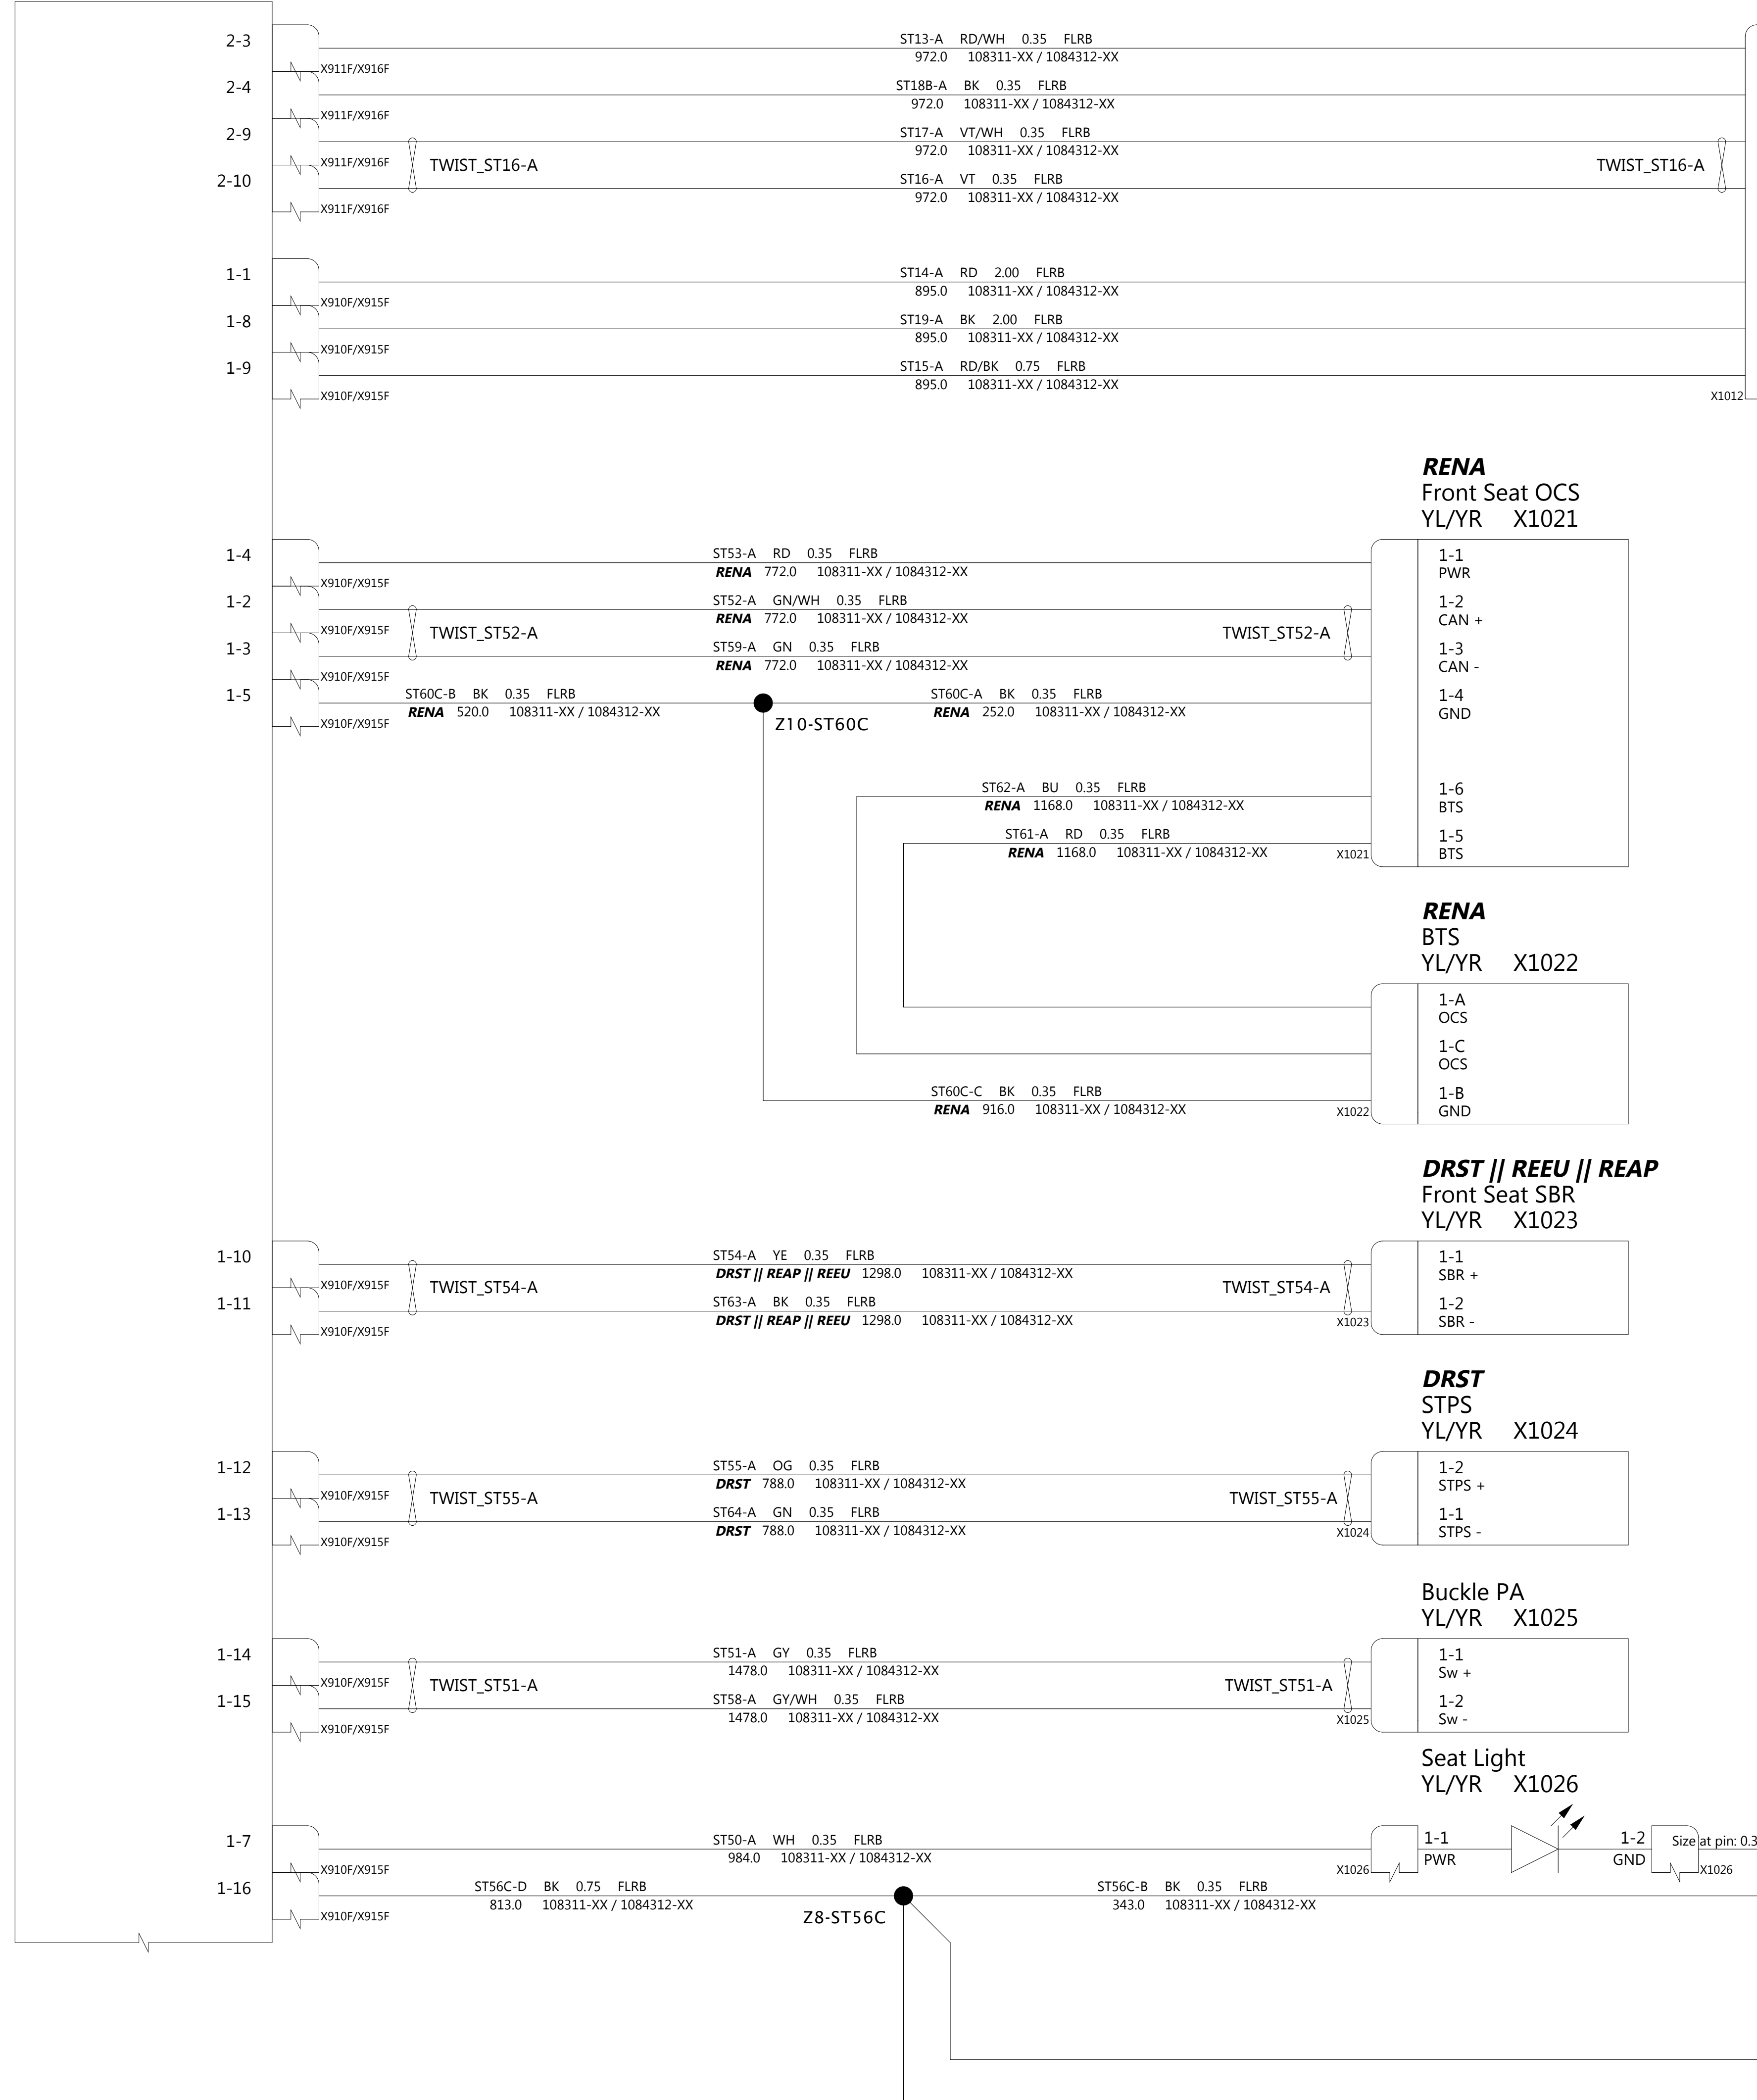 2-3
ST13-A RD/WH 0.35 FLRB
972.0 108311-XX / 1084312-XX
X911F/X916F
2-4
ST18B-A BK 0.35 FLRB
972.0 108311-XX / 1084312-XX
X911F/X916F
2-9
ST17-A VT/WH 0.35 FLRB
972.0 108311-XX / 1084312-XX
X911F/X916F
TWIST_ST16-A
TWIST_ST16-A
2-10
ST16-A VT 0.35 FLRB
972.0 108311-XX / 1084312-XX
X911F/X916F
1-1
ST14-A RD 2.00 FLRB
895.0 108311-XX / 1084312-XX
X910F/X915F
1-8
ST19-A BK 2.00 FLRB
895.0 108311-XX / 1084312-XX
X910F/X915F
1-9
ST15-A RD/BK 0.75 FLRB
895.0 108311-XX / 1084312-XX
X910F/X915F
X1012
RENA
Front Seat OCS
YL/YR X1021
1-4
ST53-A RD 0.35 FLRB
RENA 772.0 108311-XX / 1084312-XX
X910F/X915F
1-1
PWR
1-2
ST52-A GN/WH 0.35 FLRB
RENA 772.0 108311-XX / 1084312-XX
X910F/X915F
1-2
CAN +
TWIST_ST52-A
TWIST_ST52-A
1-3
ST59-A GN 0.35 FLRB
RENA 772.0 108311-XX / 1084312-XX
X910F/X915F
1-3
CAN -
1-5
ST60C-B BK 0.35 FLRB
RENA 520.0 108311-XX / 1084312-XX
X910F/X915F
Z10-ST60C
ST60C-A BK 0.35 FLRB
RENA 252.0 108311-XX / 1084312-XX
1-4
GND
ST62-A BU 0.35 FLRB
RENA 1168.0 108311-XX / 1084312-XX
1-6
BTS
ST61-A RD 0.35 FLRB
RENA 1168.0 108311-XX / 1084312-XX
X1021
1-5
BTS
RENA
BTS
YL/YR X1022
1-A
OCS
1-C
OCS
ST60C-C BK 0.35 FLRB
RENA 916.0 108311-XX / 1084312-XX
X1022
1-B
GND
DRST || REEU || REAP
Front Seat SBR
YL/YR X1023
1-10
ST54-A YE 0.35 FLRB
DRST || REAP || REEU 1298.0 108311-XX / 1084312-XX
X910F/X915F
1-1
SBR +
TWIST_ST54-A
TWIST_ST54-A
1-11
ST63-A BK 0.35 FLRB
DRST || REAP || REEU 1298.0 108311-XX / 1084312-XX
X910F/X915F
X1023
1-2
SBR -
DRST
STPS
YL/YR X1024
1-12
ST55-A OG 0.35 FLRB
DRST 788.0 108311-XX / 1084312-XX
X910F/X915F
1-2
STPS +
TWIST_ST55-A
TWIST_ST55-A
1-13
ST64-A GN 0.35 FLRB
DRST 788.0 108311-XX / 1084312-XX
X910F/X915F
X1024
1-1
STPS -
Buckle PA
YL/YR X1025
1-14
ST51-A GY 0.35 FLRB
1478.0 108311-XX / 1084312-XX
X910F/X915F
1-1
Sw +
TWIST_ST51-A
TWIST_ST51-A
1-15
ST58-A GY/WH 0.35 FLRB
1478.0 108311-XX / 1084312-XX
X910F/X915F
X1025
1-2
Sw -
Seat Light
YL/YR X1026
1-7
ST50-A WH 0.35 FLRB
984.0 108311-XX / 1084312-XX
X910F/X915F
X1026
1-1
PWR
1-2
GND
Size at pin: 0.3
X1026
1-16
ST56C-D BK 0.75 FLRB
813.0 108311-XX / 1084312-XX
X910F/X915F
Z8-ST56C
ST56C-B BK 0.35 FLRB
343.0 108311-XX / 1084312-XX